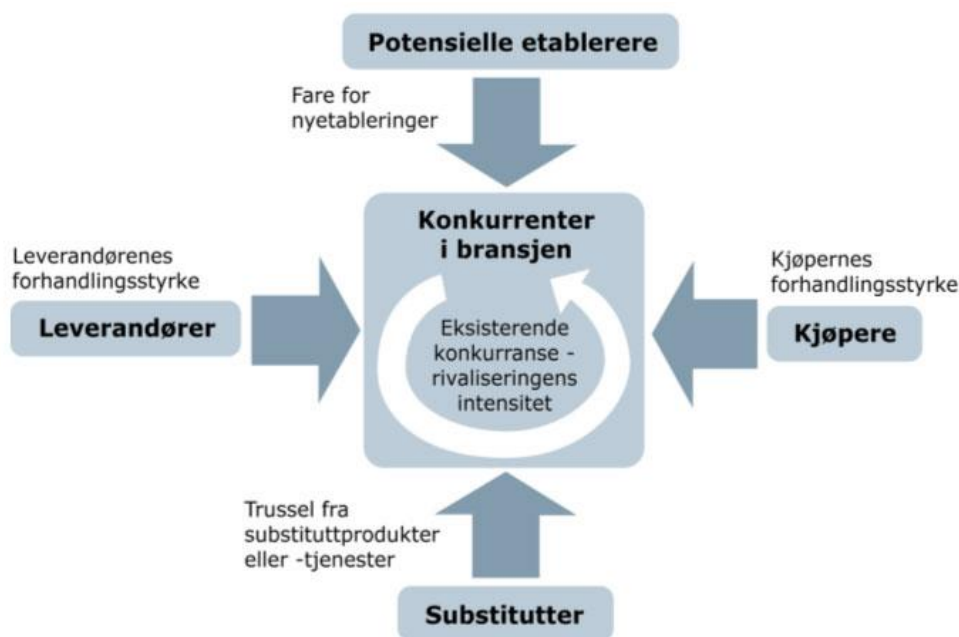 Potensielle etablerere
Fare for
nyetableringer
Konkurrenter
i bransjen
Leverandørenes
forhandlingsstyrke
Leverandører
Eksisterende
konkurranse -
rivaliseringens
intensitet
Kjøpernes
forhandlingsstyrke
Kjøpere
Trussel fra
substituttprodukter
eller -tjenester
Substitutter